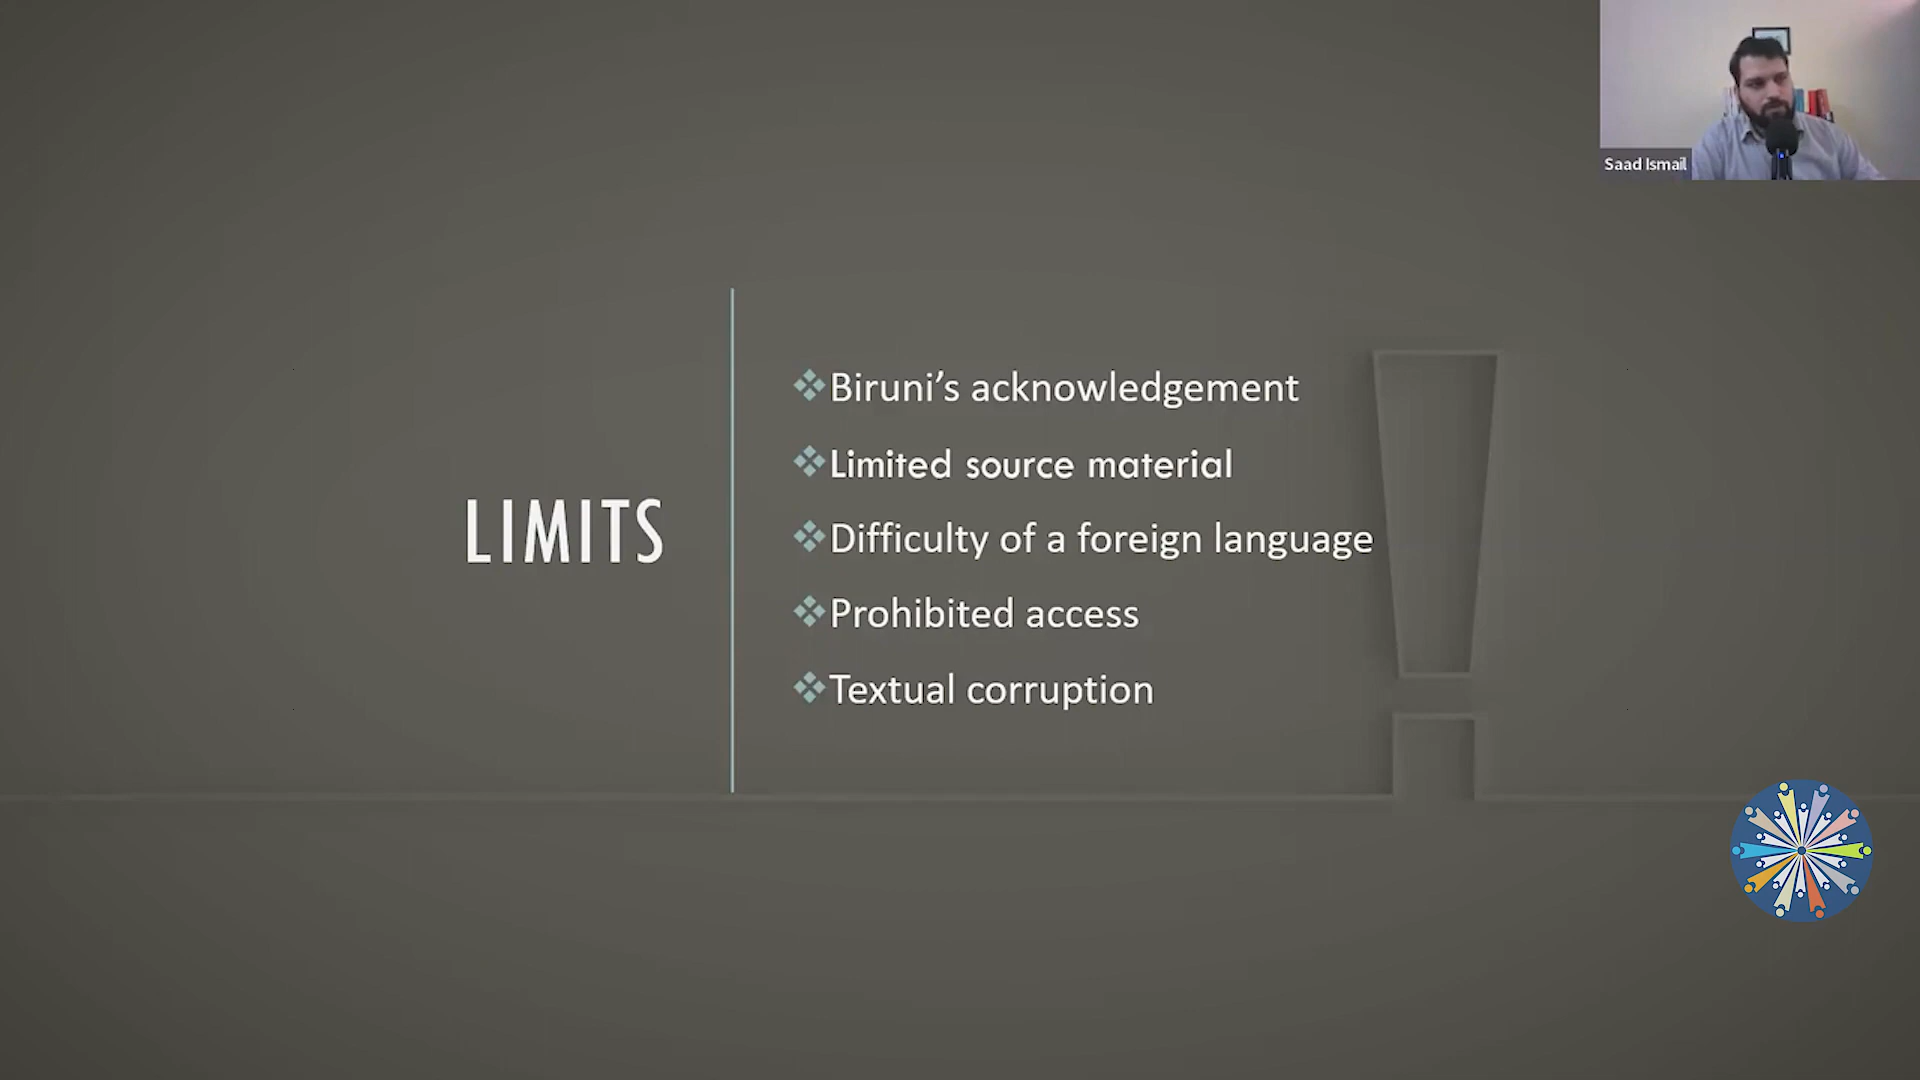 Saad Ismail
LIMITS
Biruni’s acknowledgement
Limited source material
Difficulty of a foreign language
Prohibited access
Textual corruption